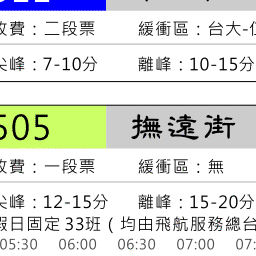 收費：二段票 緩衝區：台大-
尖峰：7-10分 離峰：10-15分
505 撫遠街
收費：一段票 緩衝區：無
尖峰：12-15分 離峰：15-20分
假日固定33班（均由飛航服務總台
05:30 06:00 06:30 07:00 07: